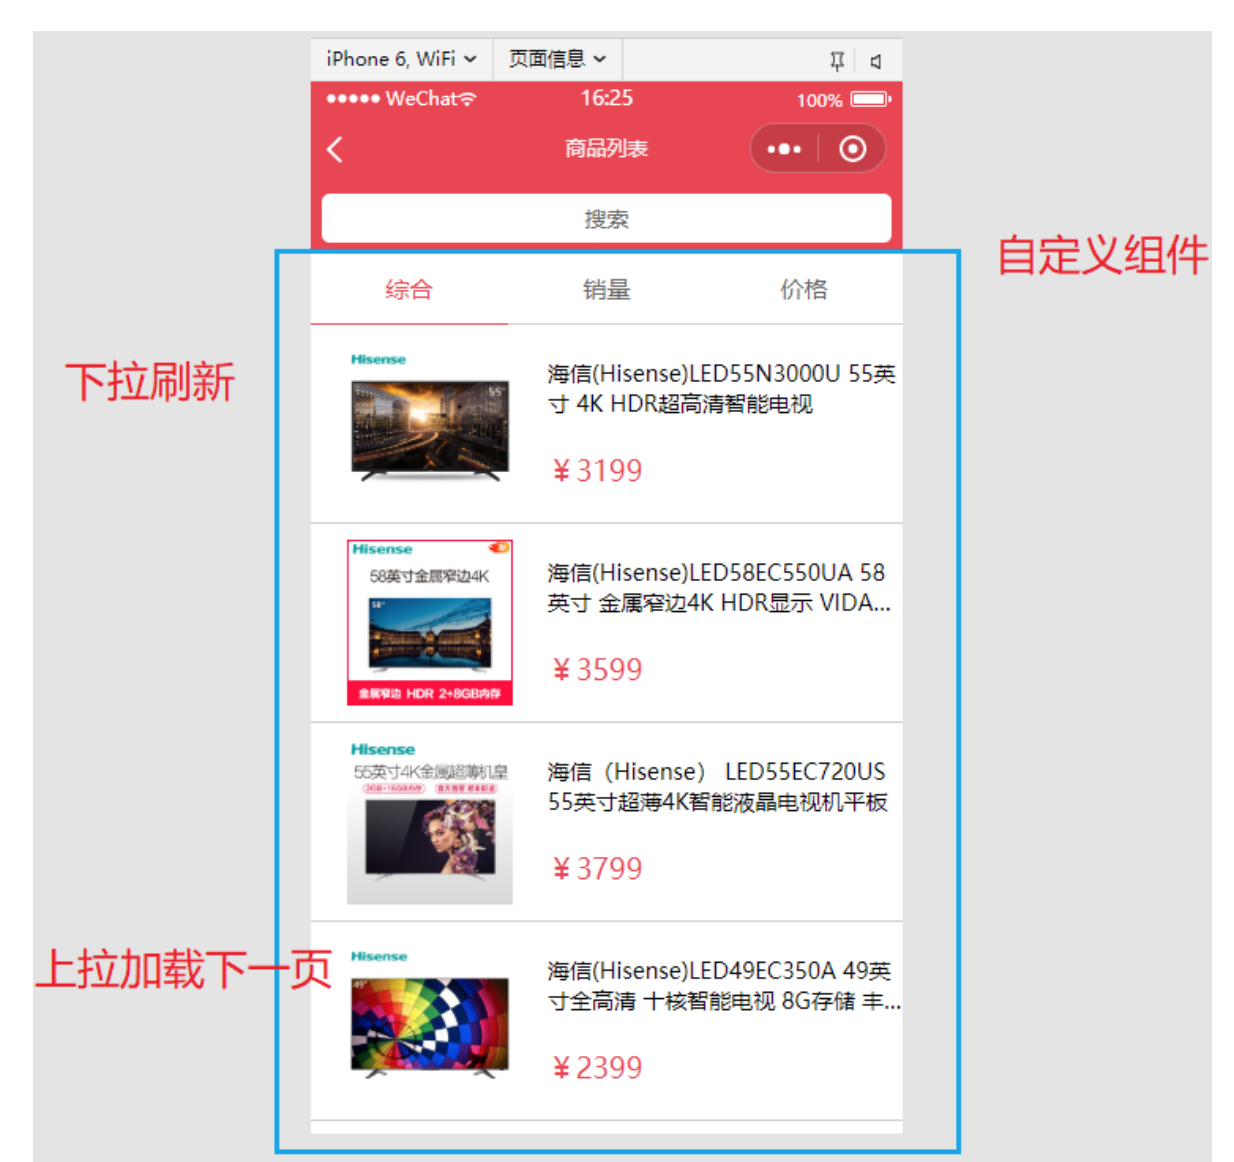 iPhone 6, WiFi 页面信息
WeChat 16:25 100%
商品列表
搜索
自定义组件
综合 销量 价格
下拉刷新
Hisense
55"
海信(Hisense)LED55N3000U 55英
寸 4K HDR超高清智能电视
¥3199
Hisense
58英寸金属窄边4K
58"
金属窄边 HDR 2+8GB内存
海信(Hisense)LED58EC550UA 58
英寸 金属窄边4K HDR显示 VIDA...
¥3599
Hisense
55英寸4K金属超薄机皇
海信（Hisense） LED55EC720US
55英寸超薄4K智能液晶电视机平板
¥3799
上拉加载下一页
Hisense
49"
海信(Hisense)LED49EC350A 49英
寸全高清 十核智能电视 8G存储 丰...
¥2399